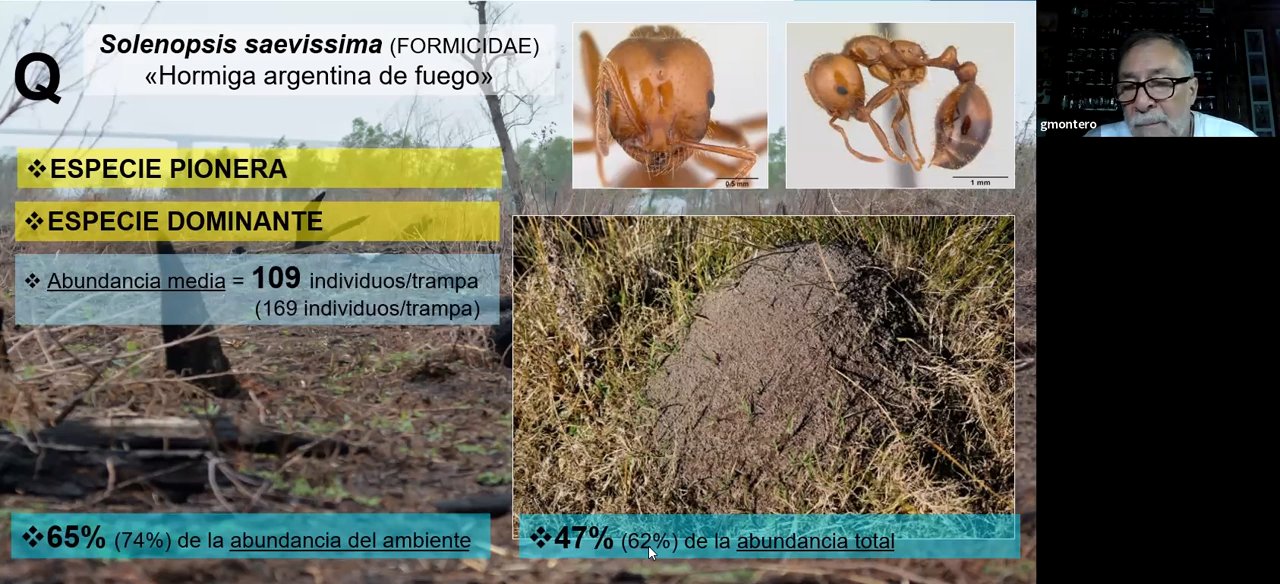 Q
Solenopsis saevissima (FORMICIDAE)
«Hormiga argentina de fuego»
❖ESPECIE PIONERA
❖ESPECIE DOMINANTE
❖ Abundancia media = 109 individuos/trampa
(169 individuos/trampa)
❖65% (74%) de la abundancia del ambiente
0.5 mm
1 mm
❖47% (62%) de la abundancia total
gmontero